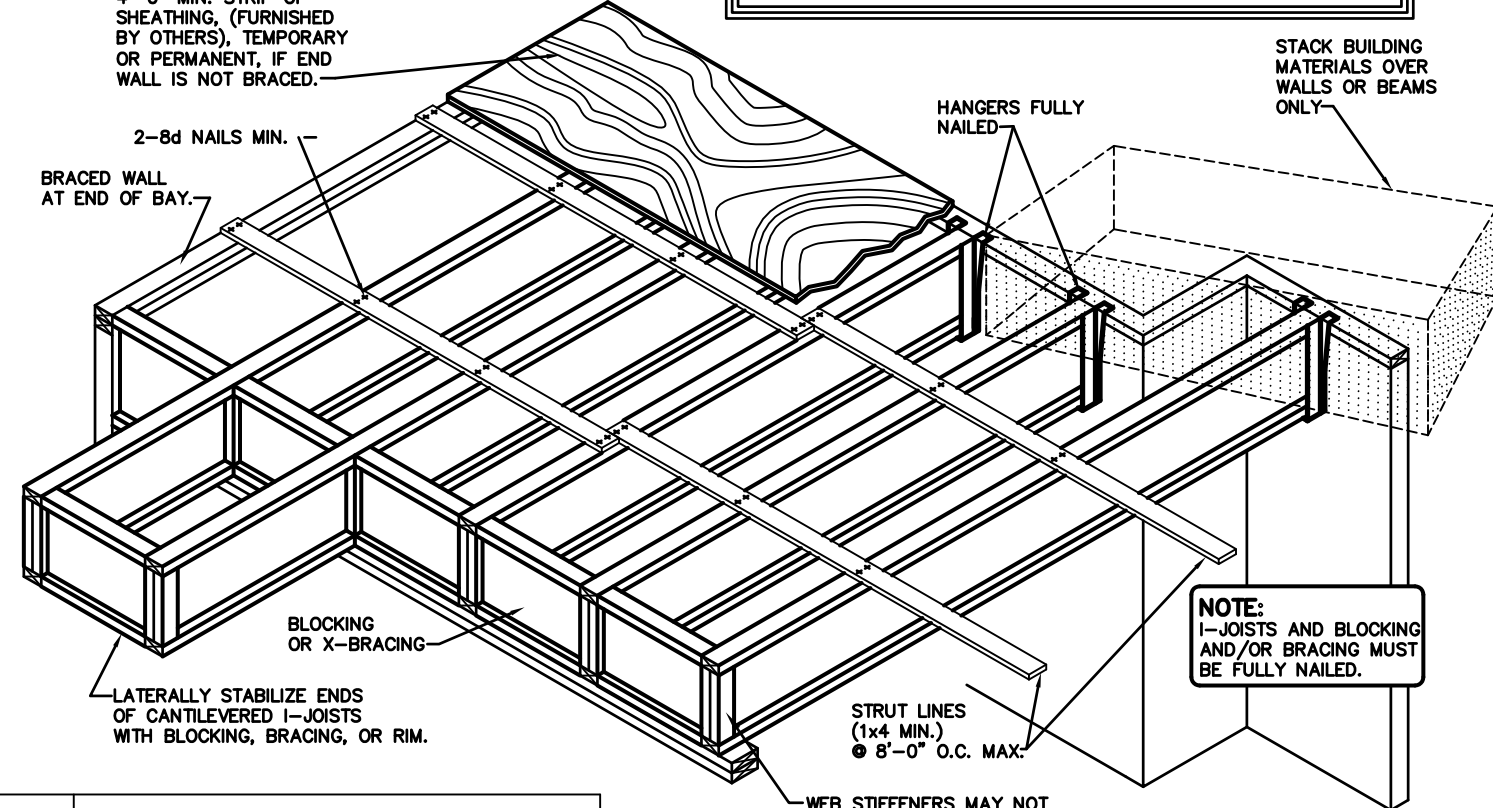 SHEATHING, (FURNISHED
BY OTHERS), TEMPORARY
OR PERMANENT, IF END
WALL IS NOT BRACED.
2-8d NAILS MIN.
BRACED WALL
AT END OF BAY.
HANGERS FULLY
NAILED
STACK BUILDING
MATERIALS OVER
WALLS OR BEAMS
ONLY
BLOCKING
OR X-BRACING
LATERALLY STABILIZE ENDS
OF CANTILEVERED I-JOISTS
WITH BLOCKING, BRACING, OR RIM.
STRUT LINES
(1x4 MIN.)
@ 8'-0" O.C. MAX.
NOTE:
I-JOISTS AND BLOCKING
AND/OR BRACING MUST
BE FULLY NAILED.
WEB STIFFENERS MAY NOT